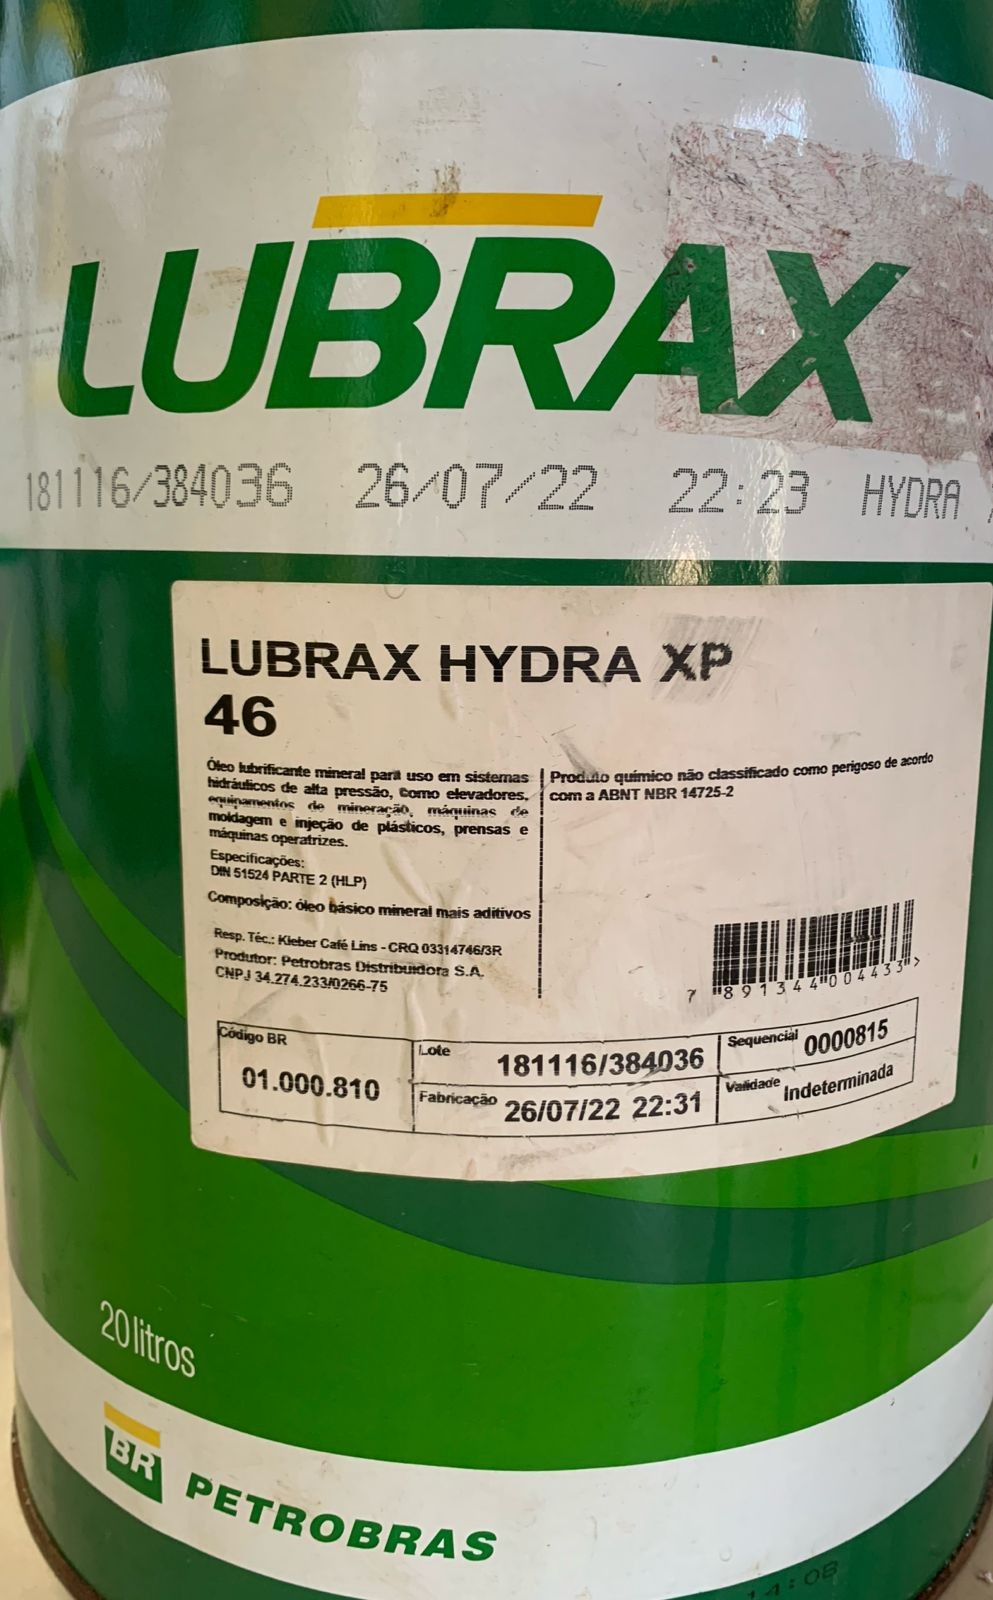 LUBRAX
181116/384036 26/07/22 22:23 HYDRA
LUBRAX HYDRA XP
46
Óleo lubrificante mineral para uso em sistemas
hidráulicos de alta pressão, como elevadores,
equipamentos de mineração, máquinas de
moldagem e injeção de plásticos, prensas e
máquinas operatrizes.
Especificações:
DIN 51524 PARTE 2 (HLP)
Composição: óleo básico mineral mais aditivos
Resp. Téc.: Kleber Café Lins - CRQ 03314746/3R
Produtor: Petrobras Distribuidora S.A.
CNPJ 34.274.233/0266-75
Produto químico não classificado como perigoso de acordo
com a ABNT NBR 14725-2
7 891344 004433 >
Código BR
01.000.810
Lote 181116/384036
Fabricação 26/07/22 22:31
Sequencial 0000815
Validade Indeterminada
20 litros
BR PETROBRAS
14:08